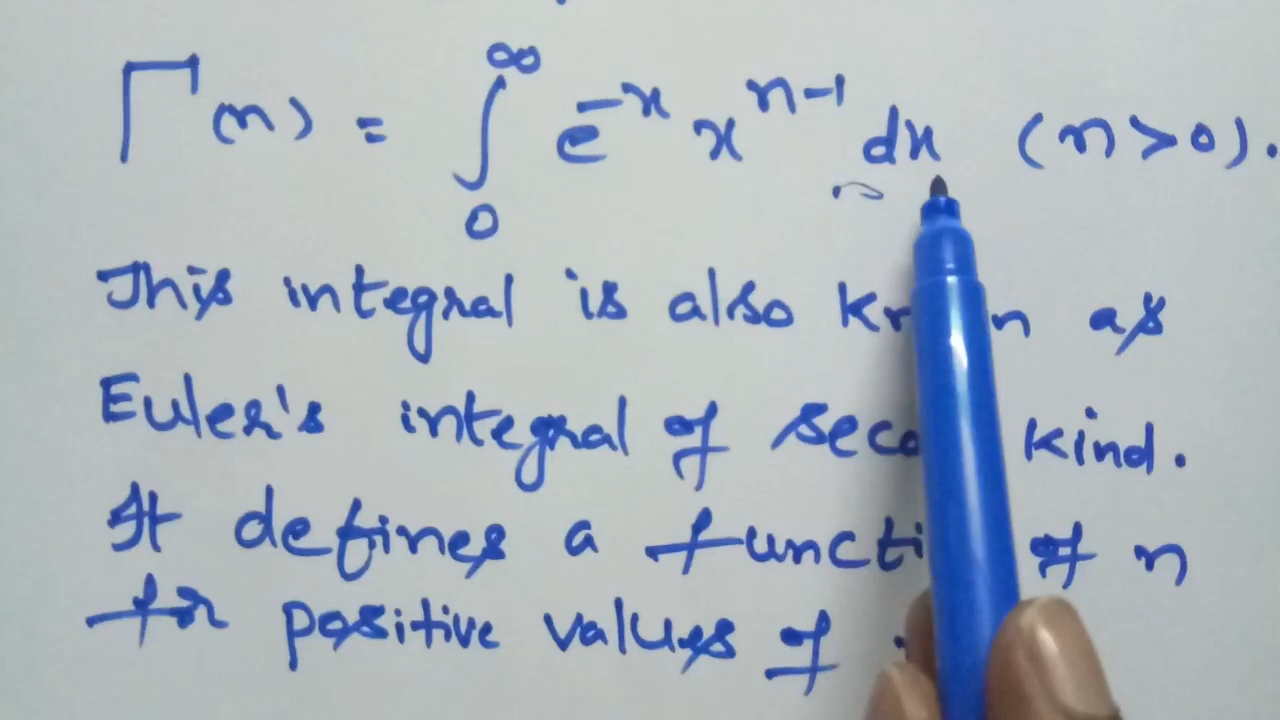 Γ(n) = ∫₀^∞ e^{-x} x^{n-1} dx (n>0).
This integral is also kn as
Euler's integral of seco kind.
It defines a functi of n
for positive values of